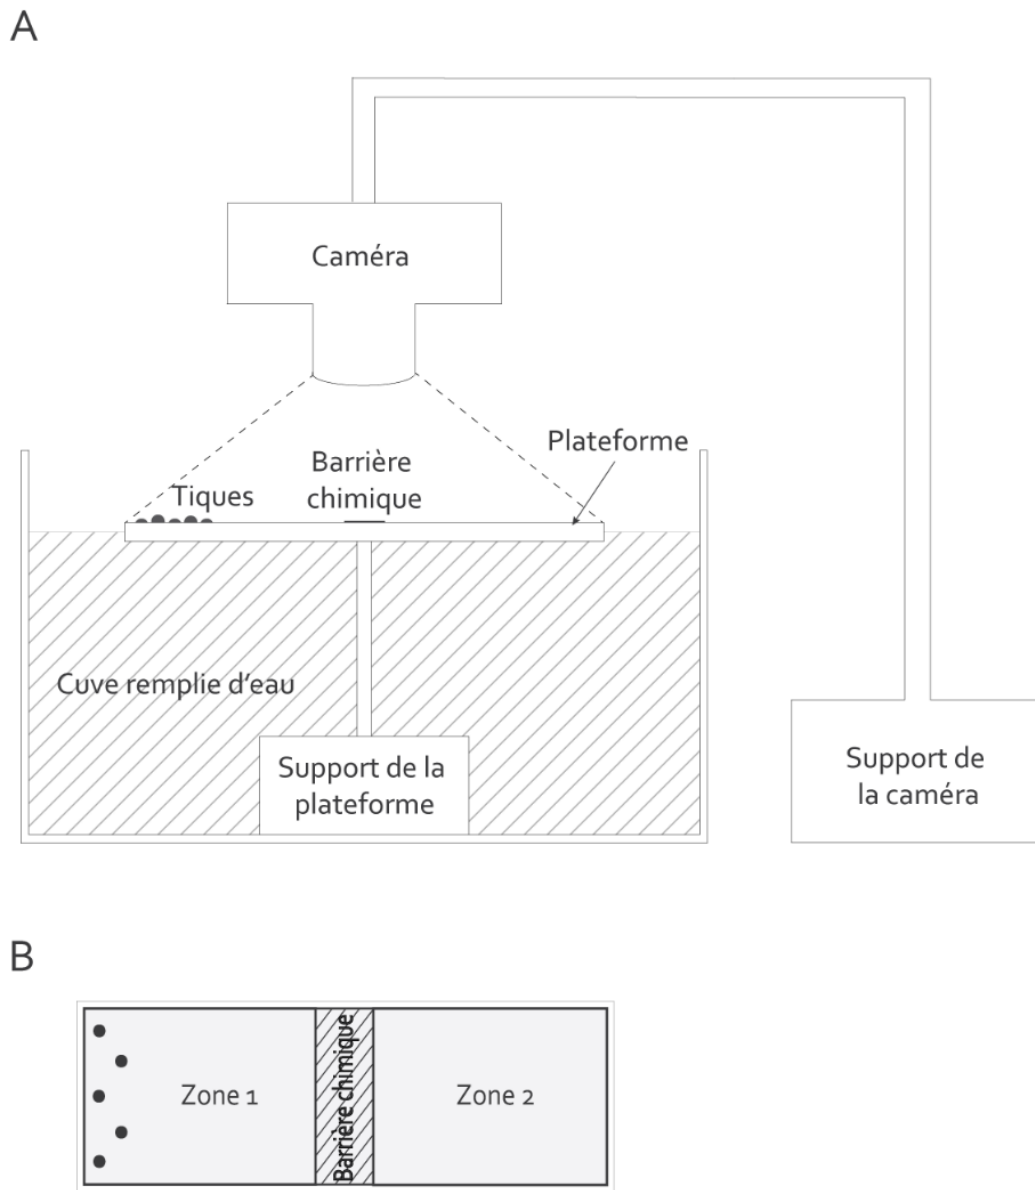 A
Caméra
Plateforme
Barrière
chimique
Tiques
Cuve remplie d'eau
Support de la
plateforme
Support de
la caméra
B
Zone 1
Barrière chimique
Zone 2